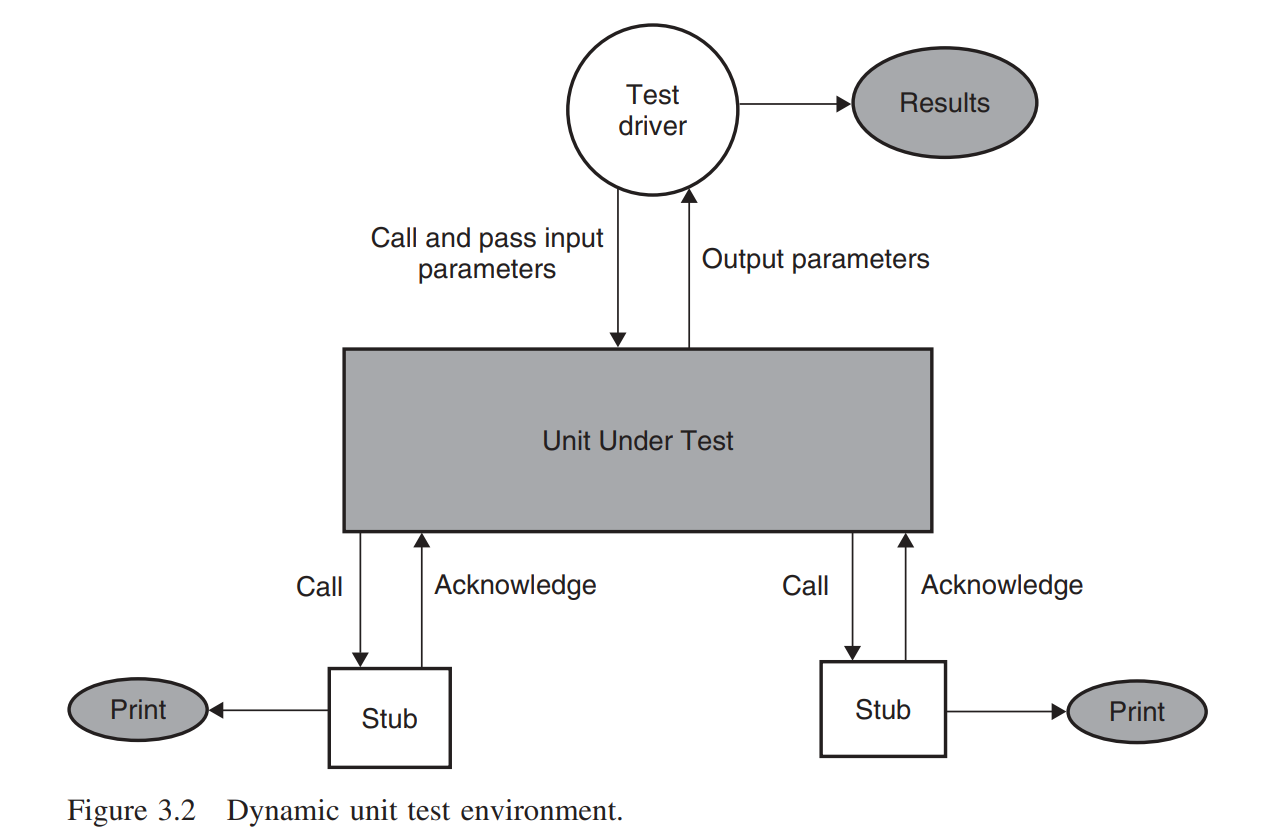 Test
driver
Results
Call and pass input
parameters
Output parameters
Unit Under Test
Call
Acknowledge
Call
Acknowledge
Print
Stub
Stub
Print
Figure 3.2 Dynamic unit test environment.